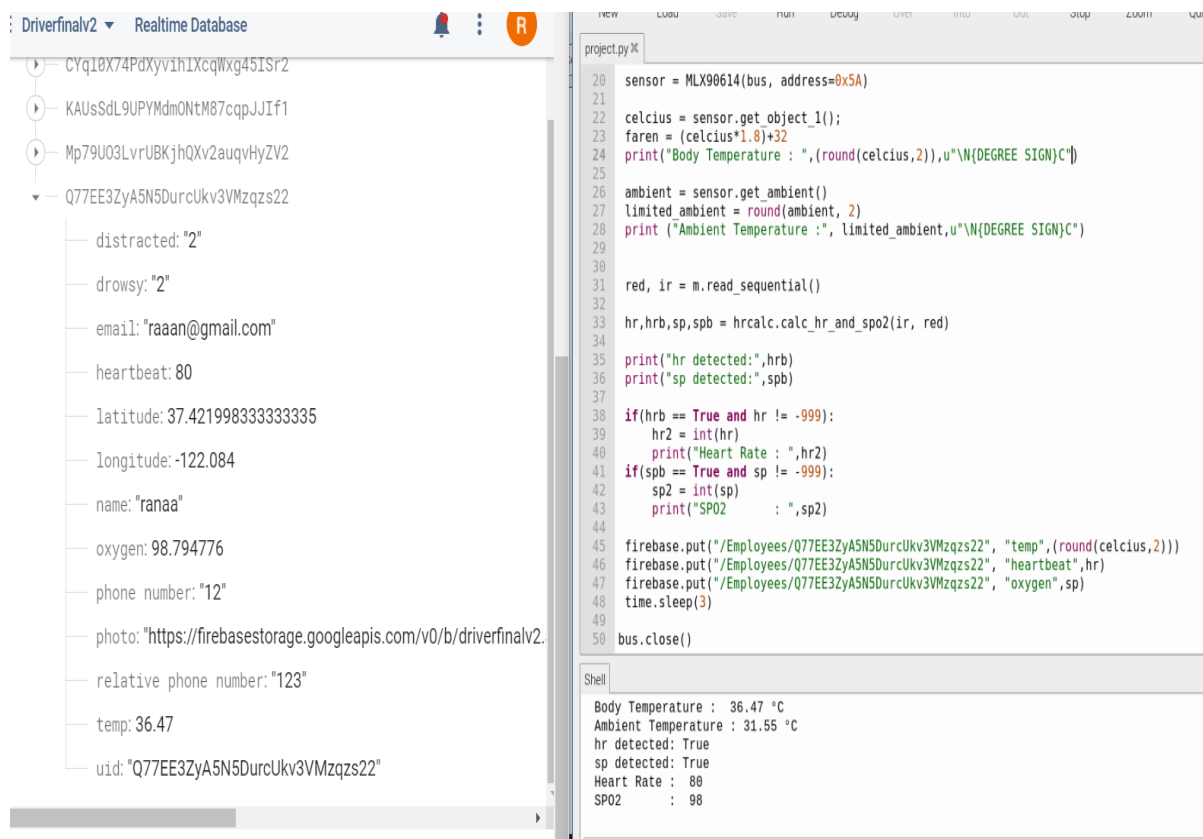 Driverfinalv2 Realtime Database R
CYql0X74PdXyvihlXcqWxg45ISr2
KAUsSdL9UPYMdmONtM87cqpJJIf1
Mp79UO3LvrUBKjhQXv2auqvHyZV2
Q77EE3ZyA5N5DurcUkv3VMzqzs22
distracted: "2"
drowsy: "2"
email: "raaan@gmail.com"
heartbeat: 80
latitude: 37.421998333333335
longitude: -122.084
name: "ranaa"
oxygen: 98.794776
phone number: "12"
photo: "https://firebasestorage.googleapis.com/v0/b/driverfinalv2.
relative phone number: "123"
temp: 36.47
uid: "Q77EE3ZyA5N5DurcUkv3VMzqzs22"
New Load Save Run Debug Over Into Out Stop Zoom
project.py
20 sensor = MLX90614(bus, address=0x5A)
21
22 celcius = sensor.get_object_1();
23 faren = (celcius*1.8)+32
24 print("Body Temperature : ",(round(celcius,2)),u"\N{DEGREE SIGN}C")
25
26 ambient = sensor.get_ambient()
27 limited_ambient = round(ambient, 2)
28 print ("Ambient Temperature :", limited_ambient,u"\N{DEGREE SIGN}C")
29
30
31 red, ir = m.read_sequential()
32
33 hr,hrb,sp,spb = hrcalc.calc_hr_and_spo2(ir, red)
34
35 print("hr detected:",hrb)
36 print("sp detected:",spb)
37
38 if(hrb == True and hr != -999):
39 hr2 = int(hr)
40 print("Heart Rate : ",hr2)
41 if(spb == True and sp != -999):
42 sp2 = int(sp)
43 print("SPO2 : ",sp2)
44
45 firebase.put("/Employees/Q77EE3ZyA5N5DurcUkv3VMzqzs22", "temp",(round(celcius,2)))
46 firebase.put("/Employees/Q77EE3ZyA5N5DurcUkv3VMzqzs22", "heartbeat",hr)
47 firebase.put("/Employees/Q77EE3ZyA5N5DurcUkv3VMzqzs22", "oxygen",sp)
48 time.sleep(3)
49
50 bus.close()
Shell
Body Temperature : 36.47 °C
Ambient Temperature : 31.55 °C
hr detected: True
sp detected: True
Heart Rate : 80
SPO2 : 98